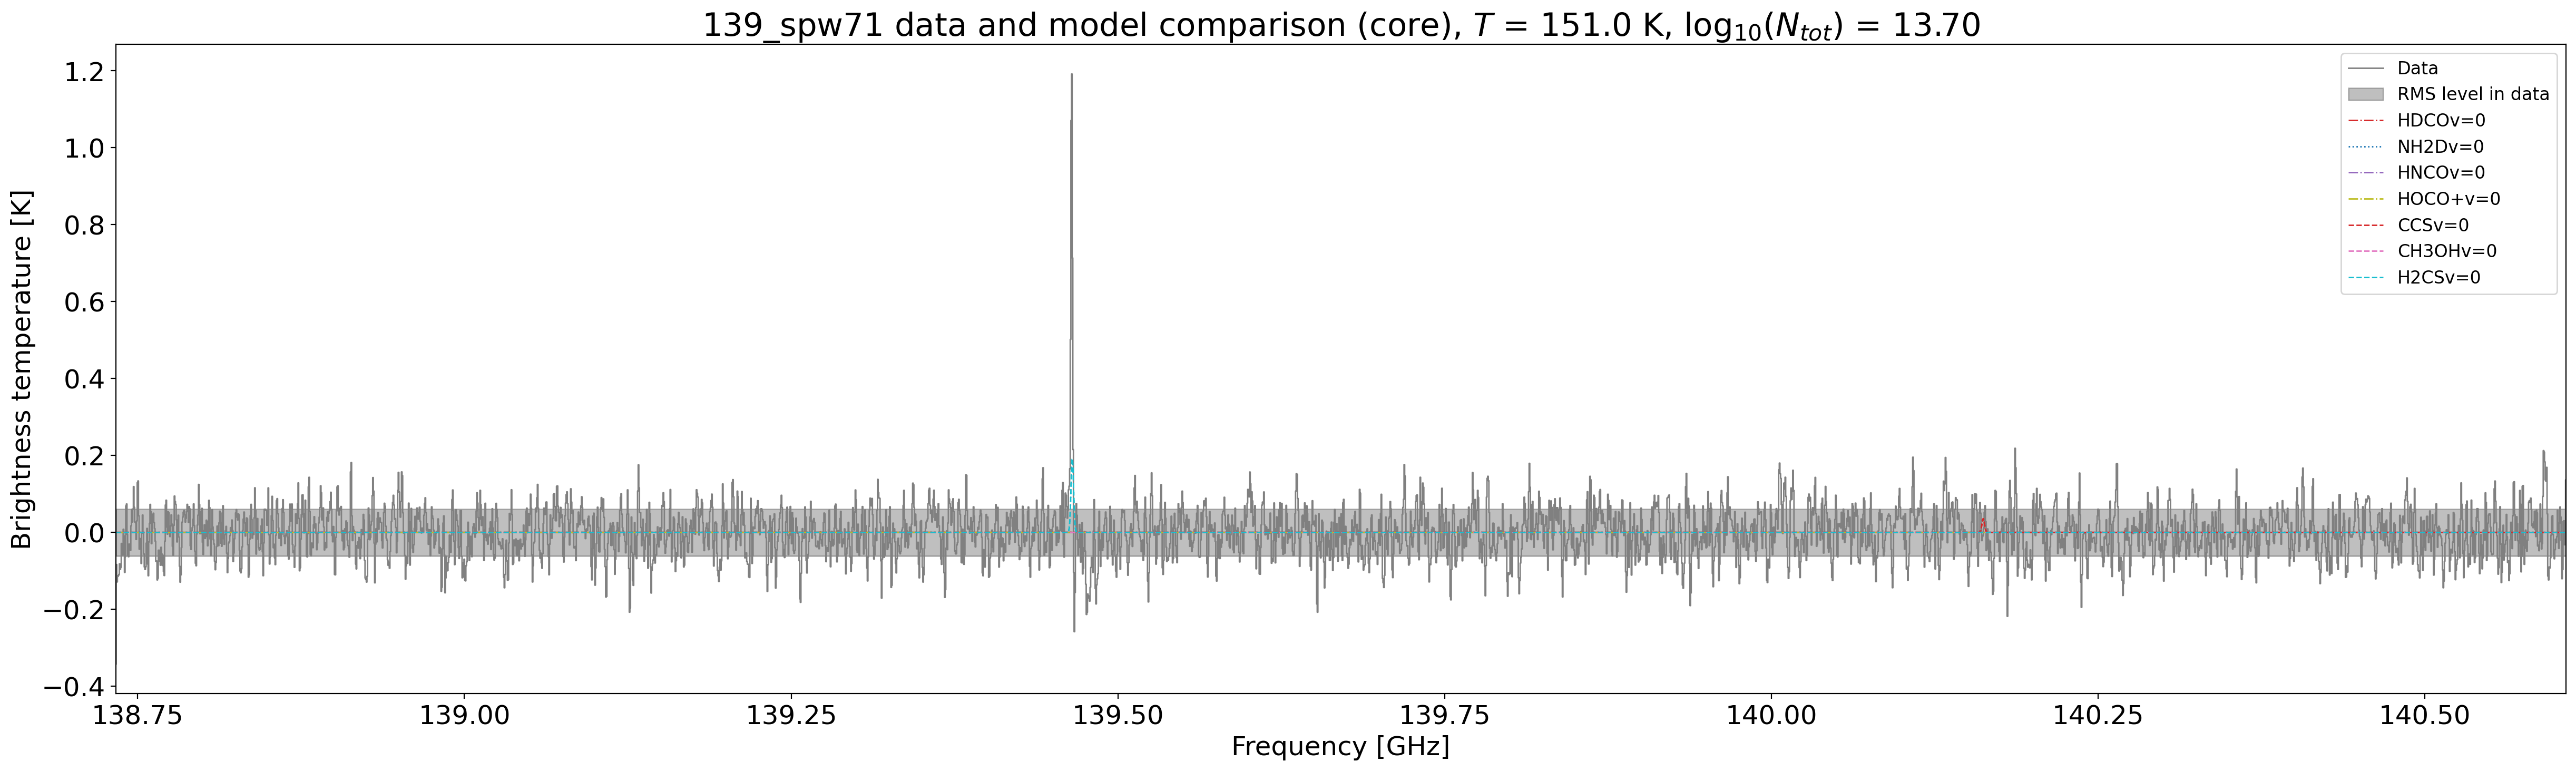 139_spw71 data and model comparison (core), T = 151.0 K, log₁₀(Nₜₒₜ) = 13.70
Brightness temperature [K]
1.2
1.0
0.8
0.6
0.4
0.2
0.0
−0.2
−0.4
Data
RMS level in data
HDCOv=0
NH2Dv=0
HNCOv=0
HOCO+v=0
CCSv=0
CH3OHv=0
H2CSv=0
138.75 139.00 139.25 139.50 139.75 140.00 140.25 140.50
Frequency [GHz]